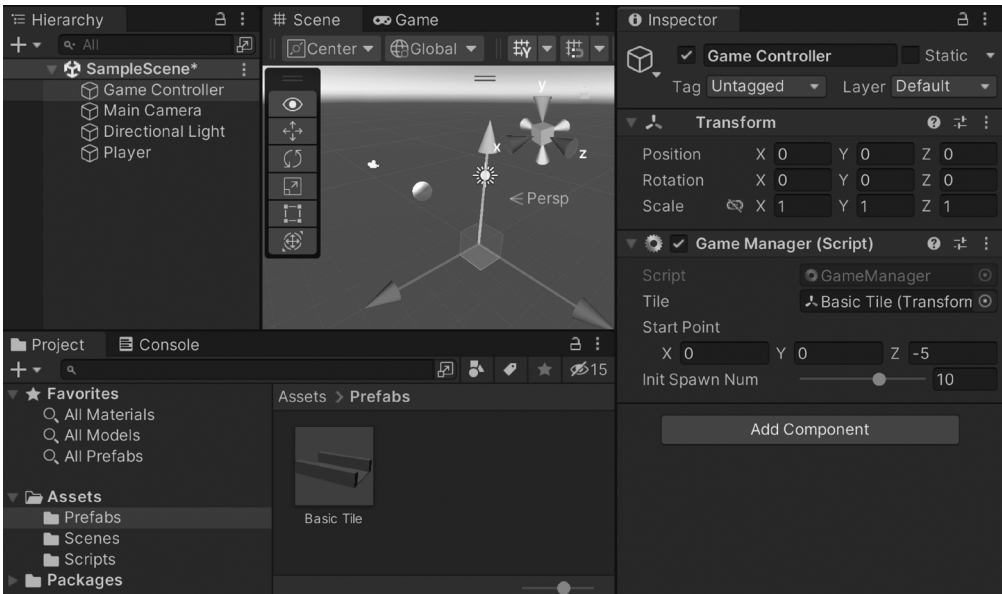 Hierarchy
All
SampleScene*
Game Controller
Main Camera
Directional Light
Player
Scene
Game
Center
Global
y
x
z
Persp
Inspector
Game Controller
Static
Tag Untagged
Layer Default
Transform
Position X 0 Y 0 Z 0
Rotation X 0 Y 0 Z 0
Scale X 1 Y 1 Z 1
Game Manager (Script)
Script GameManager
Tile Basic Tile (Transform
Start Point
X 0 Y 0 Z -5
Init Spawn Num 10
Add Component
Project
Console
15
Favorites
All Materials
All Models
All Prefabs
Assets
Prefabs
Scenes
Scripts
Packages
Assets > Prefabs
Basic Tile